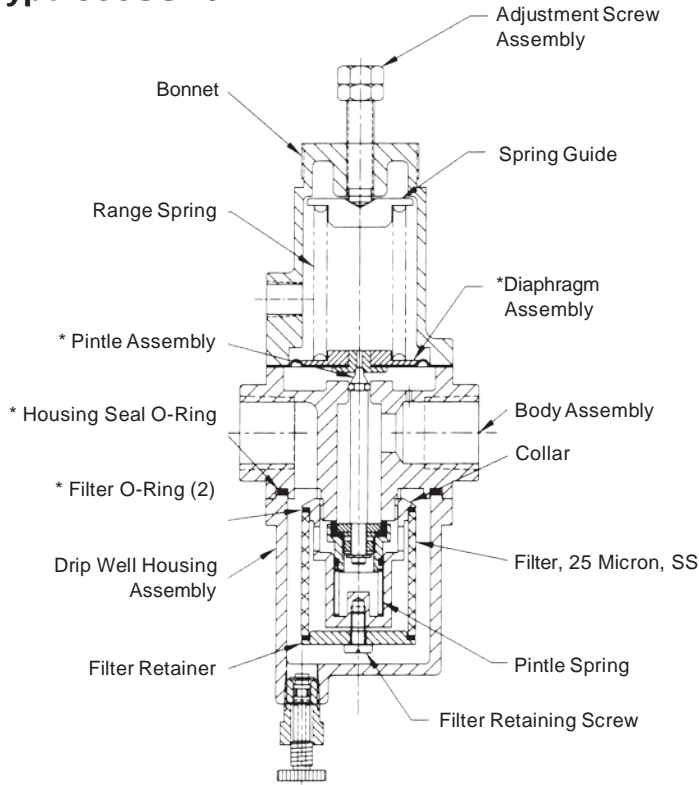 Adjustment Screw
Assembly
Bonnet
Spring Guide
Range Spring
*Diaphragm
Assembly
* Pintle Assembly
* Housing Seal O-Ring
Body Assembly
Collar
* Filter O-Ring (2)
Drip Well Housing
Assembly
Filter, 25 Micron, SS
Filter Retainer
Pintle Spring
Filter Retaining Screw